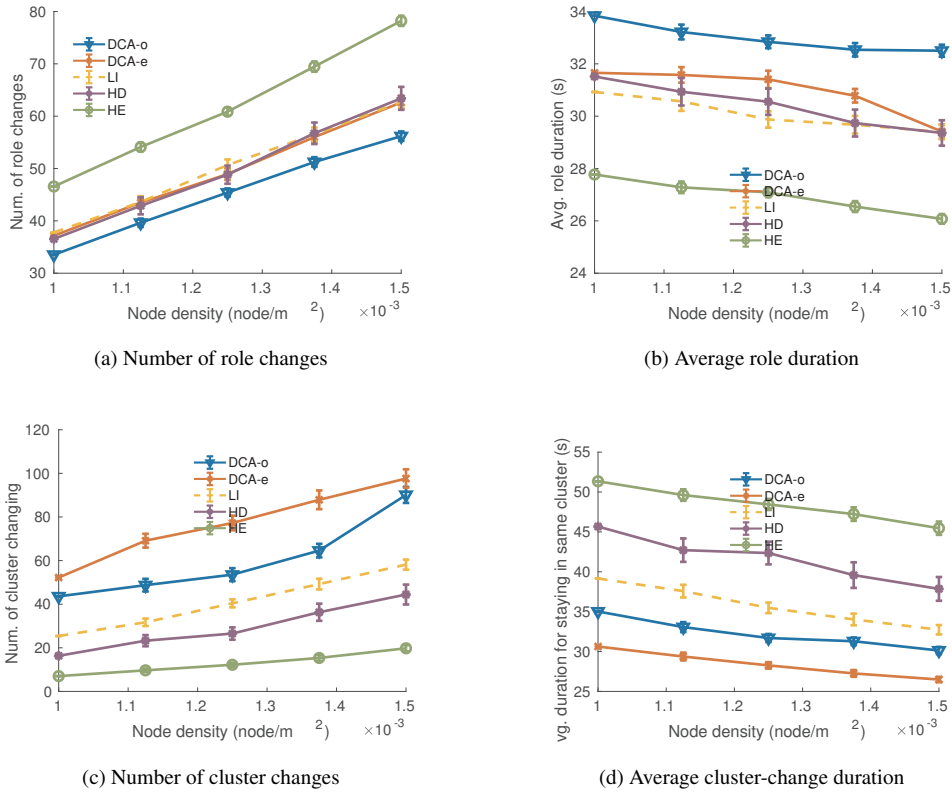 80
70
60
50
40
30
Num. of role changes
DCA-o
DCA-e
LI
HD
HE
1 1.1 1.2 1.3 1.4 1.5
Node density (node/m 2) ×10-3
(a) Number of role changes
34
32
30
28
26
24
Avg. role duration (s)
DCA-o
DCA-e
LI
HD
HE
1 1.1 1.2 1.3 1.4 1.5
Node density (node/m 2) ×10-3
(b) Average role duration
120
100
80
60
40
20
0
Num. of cluster changing
DCA-o
DCA-e
LI
HD
HE
1 1.1 1.2 1.3 1.4 1.5
Node density (node/m 2) ×10-3
(c) Number of cluster changes
55
50
45
40
35
30
25
vg. duration for staying in same cluster (s)
DCA-o
DCA-e
LI
HD
HE
1 1.1 1.2 1.3 1.4 1.5
Node density (node/m 2) ×10-3
(d) Average cluster-change duration